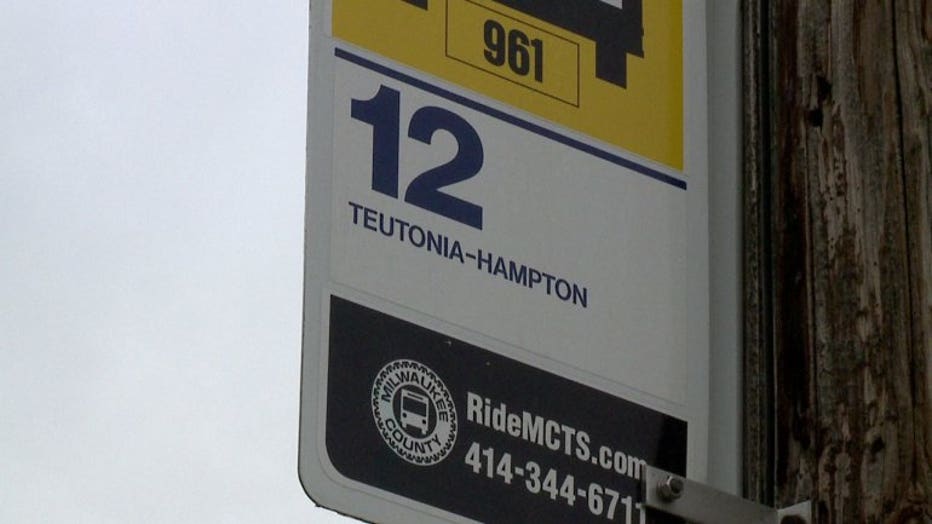 961
12
TEUTONIA-HAMPTON
MILWAUKEE
COUNTY
RideMCTS.com
414-344-6711